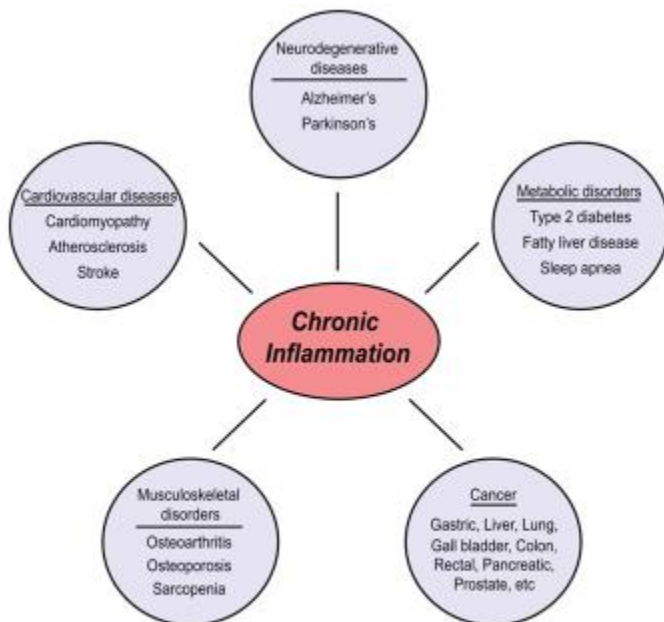 Neurodegenerative
diseases
Alzheimer's
Parkinson's
Cardiovascular diseases
Cardiomyopathy
Atherosclerosis
Stroke
Metabolic disorders
Type 2 diabetes
Fatty liver disease
Sleep apnea
Chronic
Inflammation
Musculoskeletal
disorders
Osteoarthritis
Osteoporosis
Sarcopenia
Cancer
Gastric, Liver, Lung,
Gall bladder, Colon,
Rectal, Pancreatic,
Prostate, etc